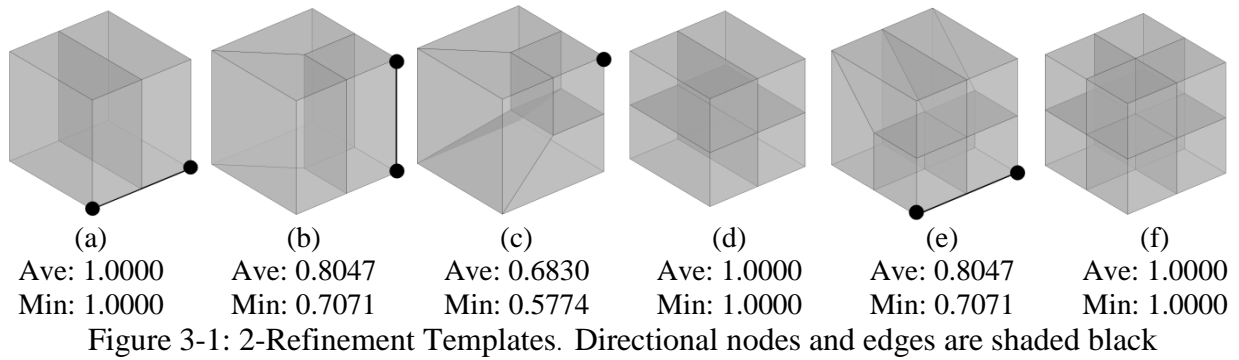 (a) (b) (c) (d) (e) (f)
Ave: 1.0000 Ave: 0.8047 Ave: 0.6830 Ave: 1.0000 Ave: 0.8047 Ave: 1.0000
Min: 1.0000 Min: 0.7071 Min: 0.5774 Min: 1.0000 Min: 0.7071 Min: 1.0000
Figure 3-1: 2-Refinement Templates. Directional nodes and edges are shaded black